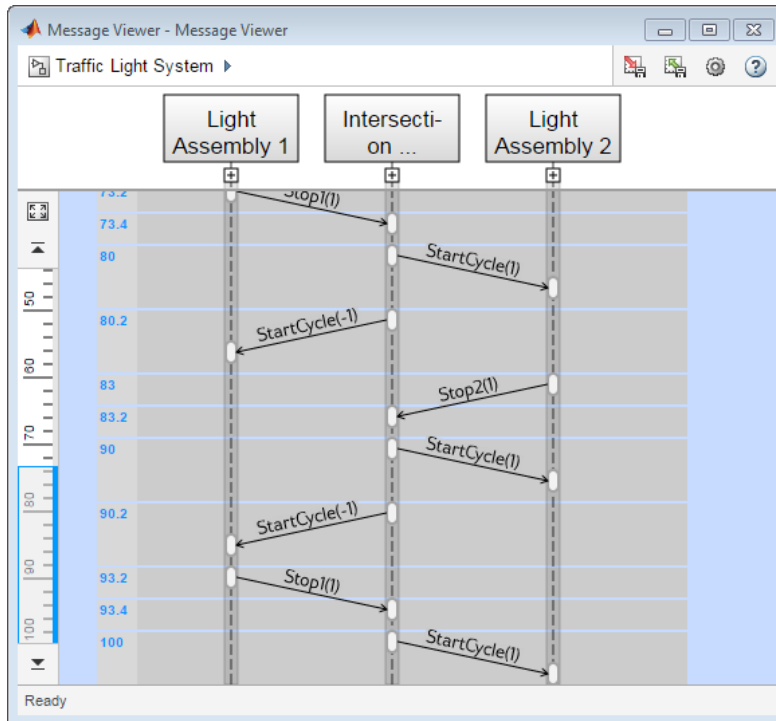 Message Viewer - Message Viewer
Traffic Light System
Light
Assembly 1
Intersecti-
on ...
Light
Assembly 2
73.2
Stop1(1)
73.4
80
StartCycle(1)
80.2
StartCycle(-1)
83
Stop2(1)
83.2
90
StartCycle(1)
90.2
StartCycle(-1)
93.2
Stop1(1)
93.4
100
StartCycle(1)
50
60
70
80
90
100
Ready